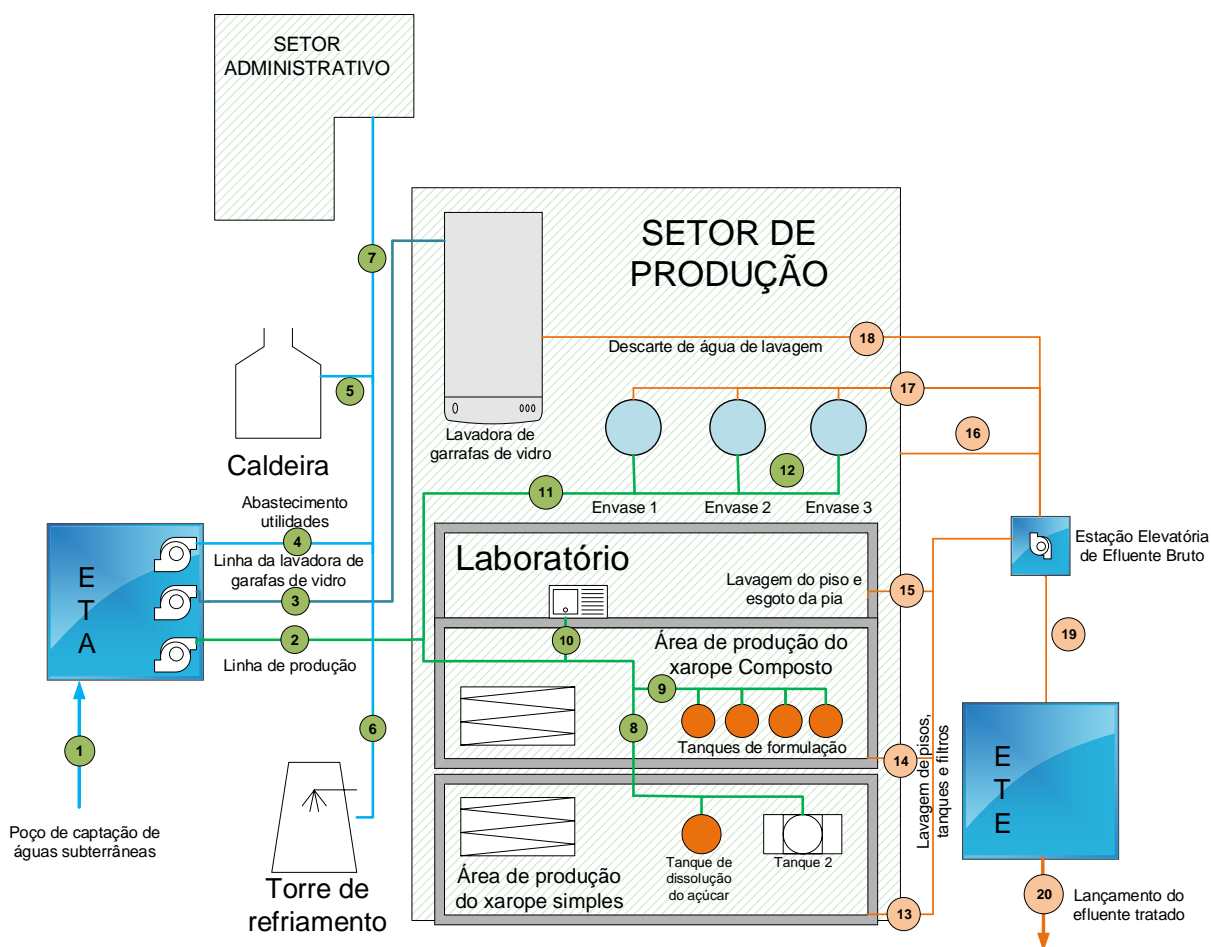 SETOR
ADMINISTRATIVO
7
SETOR DE
PRODUÇÃO
18
Descarte de água de lavagem
5
17
Lavadora de
garrafas de vidro
16
Caldeira
12
11
Envase 1
Envase 2
Envase 3
Abastecimento
utilidades
4
Linha da lavadora de
garafas de vidro
3
E
T
A
2
Linha de produção
1
Poço de captação de
águas subterrâneas
6
Torre de
refriamento
Laboratório
Lavagem do piso e
esgoto da pia
15
10
Área de produção do
xarope Composto
9
8
Tanques de formulação
14
Lavagem de pisos,
tanques e filtros
Tanque de
dissolução
do açúcar
Tanque 2
Área de produção
do xarope simples
13
Estação Elevatória
de Efluente Bruto
19
E
T
E
20
Lançamento do
efluente tratado